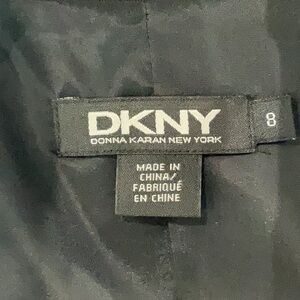 DKNY
DONNA KARAN NEW YORK
8
MADE IN
CHINA/
FABRIQUÉ
EN CHINE